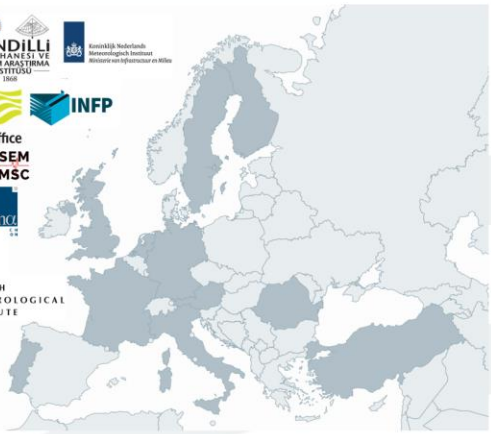 NDİLLİ
HANESİ VE
M ARAŞTIRMA
STİTÜSÜ
1868
Koninklijk Nederlands
Meteorologisch Instituut
Ministerie van Infrastructuur en Milieu
INFP
ffice
SEM
MSC
H
ROLOGICAL
UTE